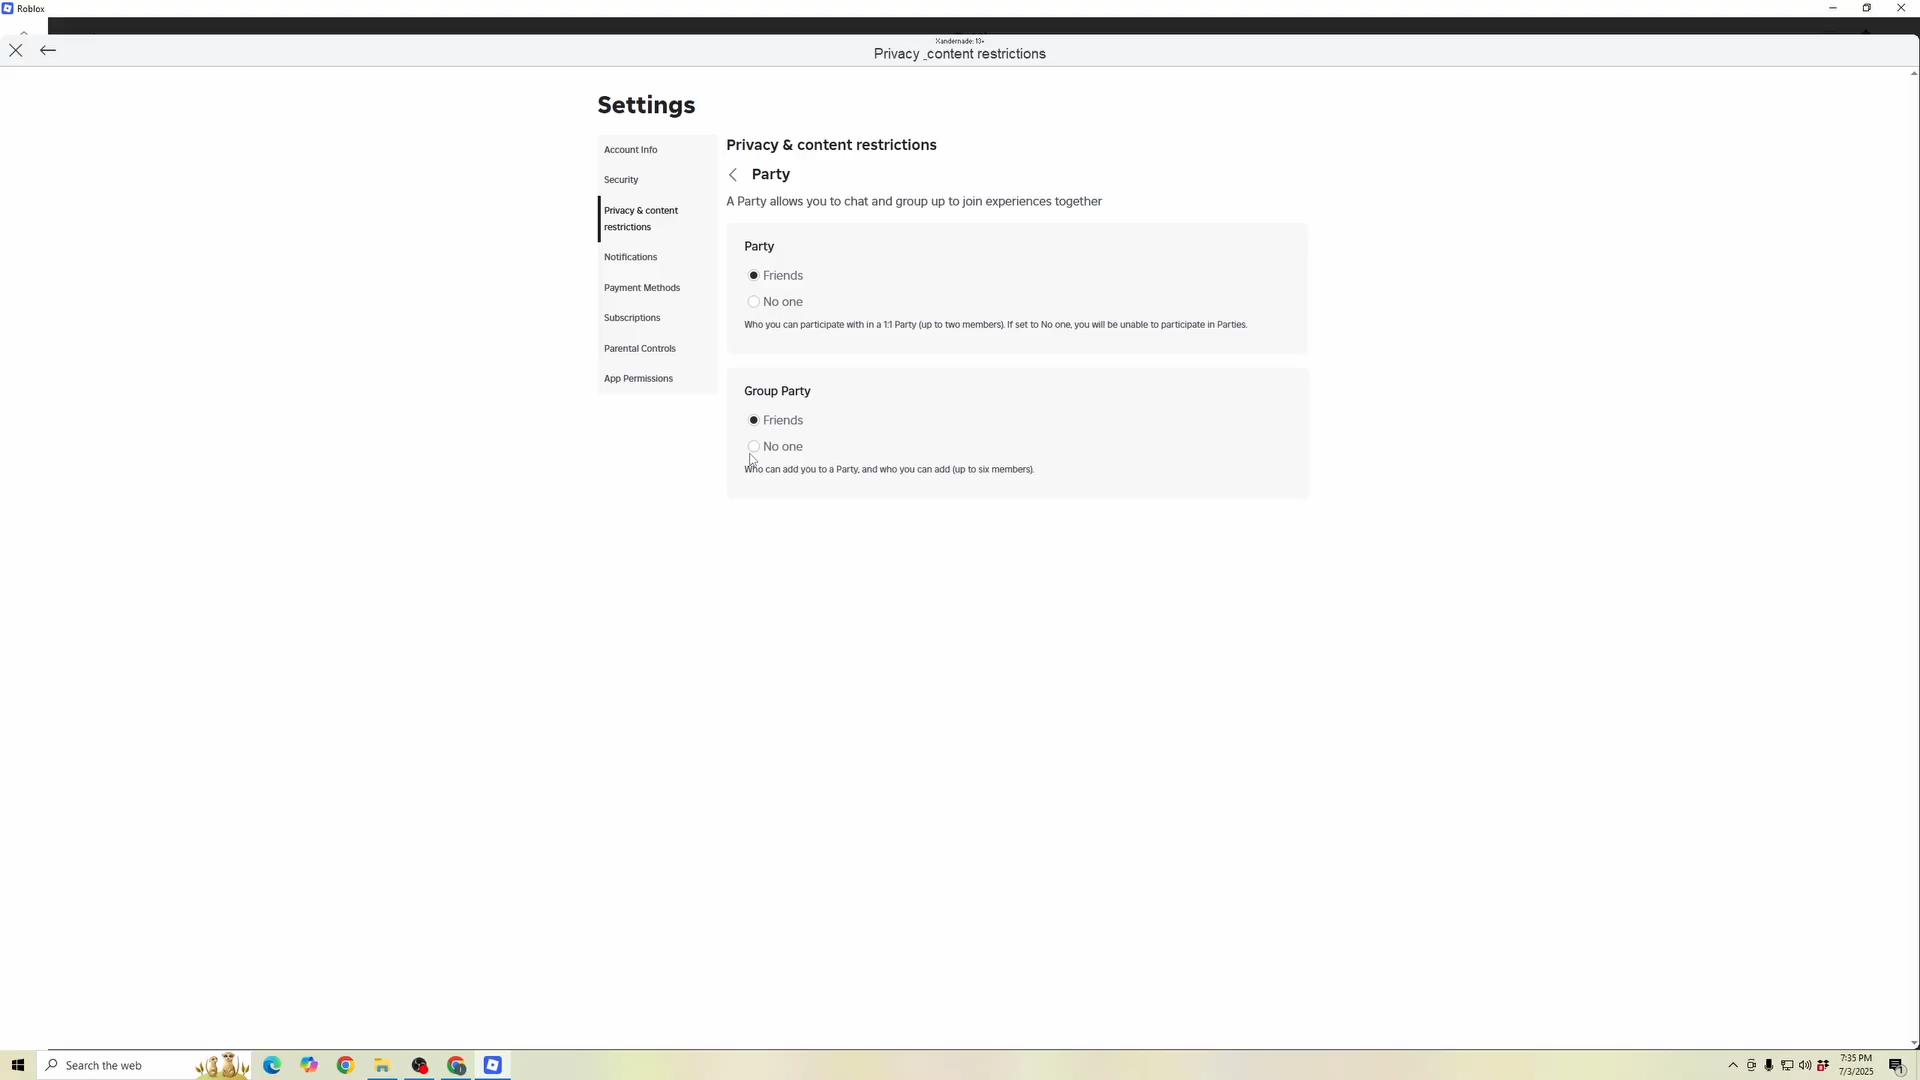 Roblox
Xandernade: 13+
Privacy _content restrictions
Settings
Account Info
Security
Privacy & content
restrictions
Notifications
Payment Methods
Subscriptions
Parental Controls
App Permissions
Privacy & content restrictions
Party
A Party allows you to chat and group up to join experiences together
Party
Friends
No one
Who you can participate with in a 1:1 Party (up to two members). If set to No one, you will be unable to participate in Parties.
Group Party
Friends
No one
Who can add you to a Party, and who you can add (up to six members).
Search the web
7:35 PM
7/3/2025
1